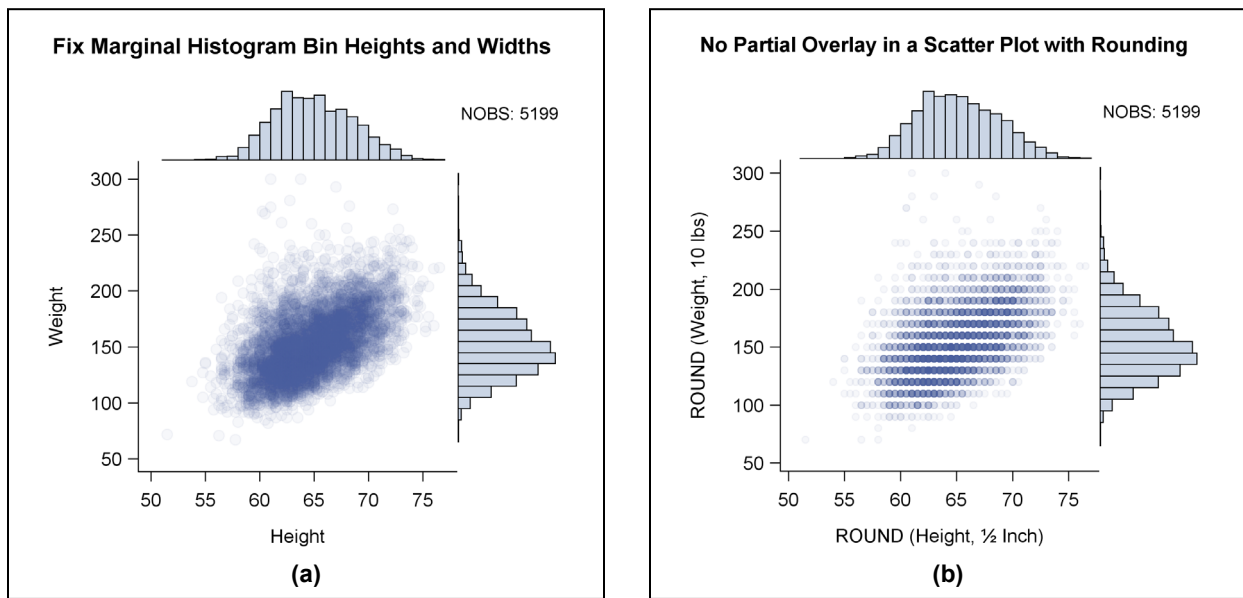 Fix Marginal Histogram Bin Heights and Widths
NOBS: 5199
300
250
200
150
100
50
Weight
50 55 60 65 70 75
Height
(a)
No Partial Overlay in a Scatter Plot with Rounding
NOBS: 5199
300
250
200
150
100
50
ROUND (Weight, 10 lbs)
50 55 60 65 70 75
ROUND (Height, ½ Inch)
(b)